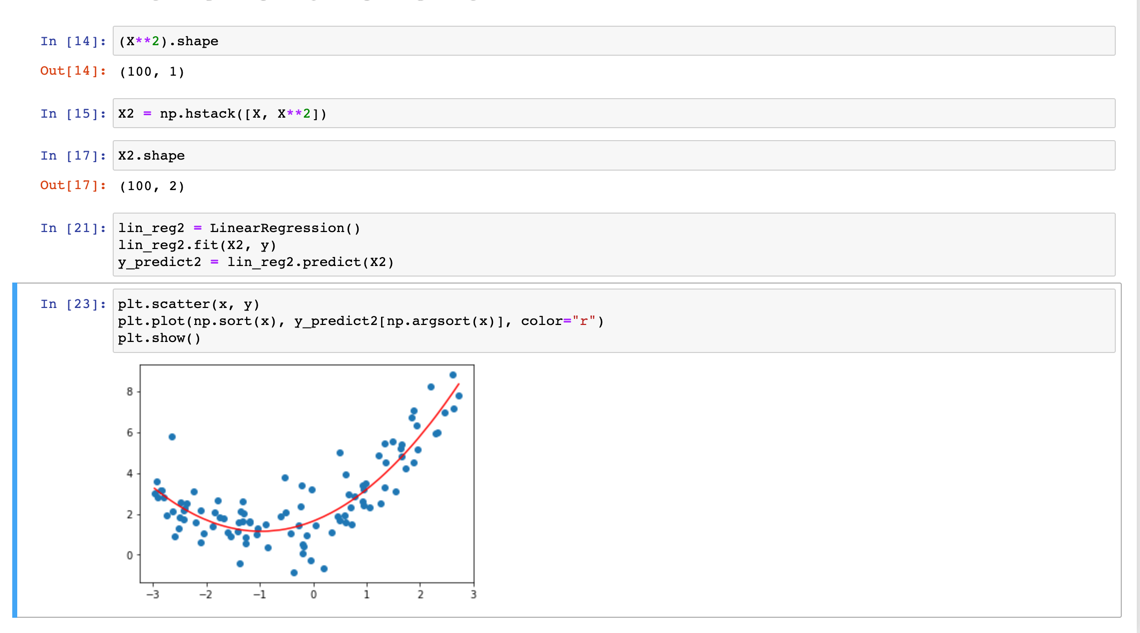 In [14]: (X**2).shape
Out[14]: (100, 1)
In [15]: X2 = np.hstack([X, X**2])
In [17]: X2.shape
Out[17]: (100, 2)
In [21]: lin_reg2 = LinearRegression()
lin_reg2.fit(X2, y)
y_predict2 = lin_reg2.predict(X2)
In [23]: plt.scatter(x, y)
plt.plot(np.sort(x), y_predict2[np.argsort(x)], color="r")
plt.show()
8
6
4
2
0
−3 −2 −1 0 1 2 3